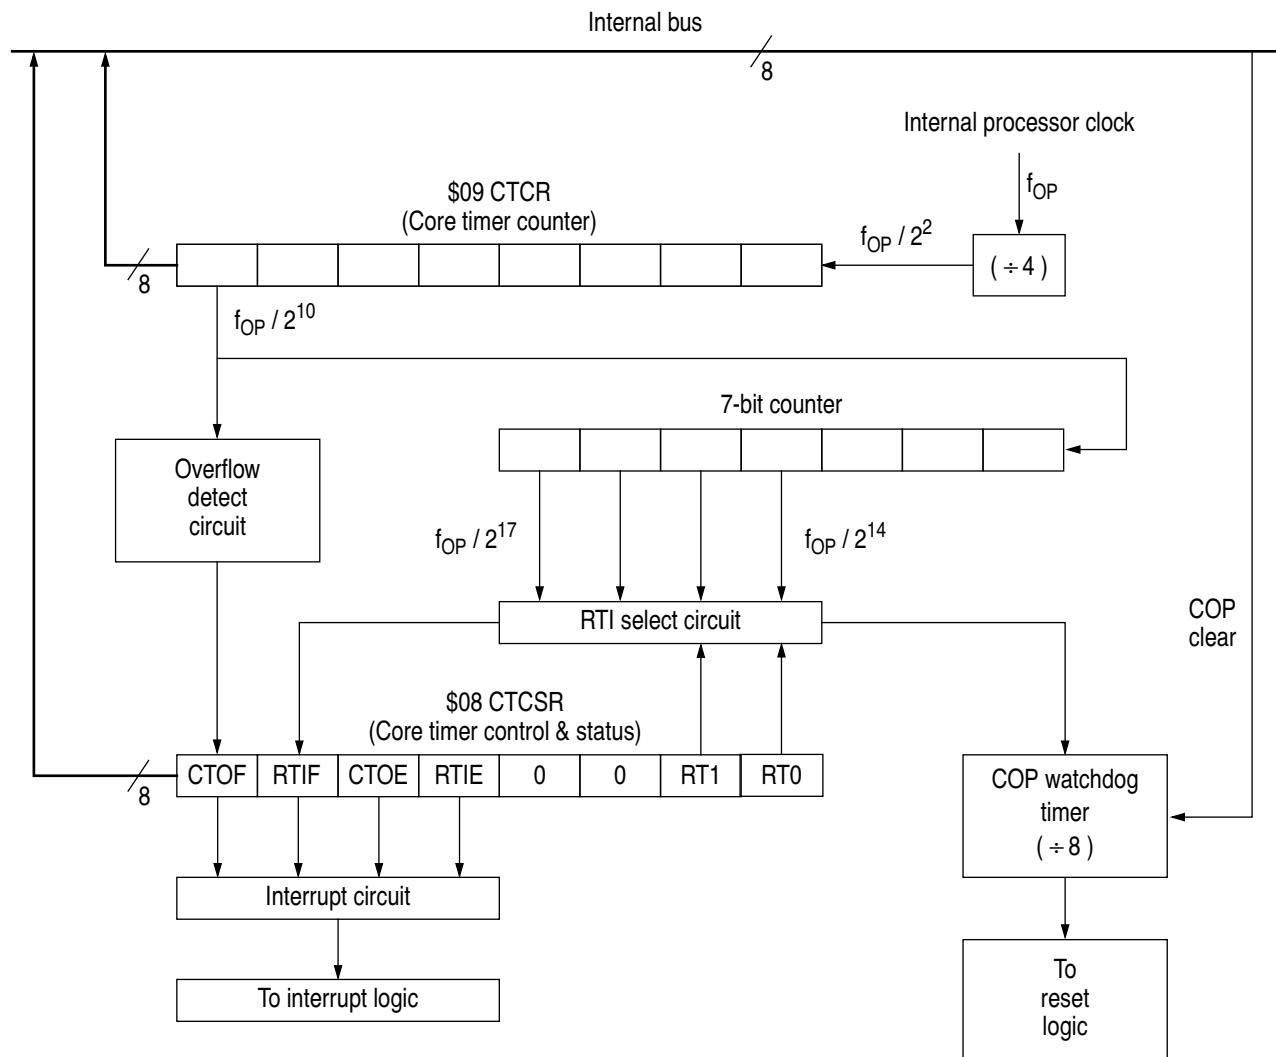 Internal bus
8
Internal processor clock
fOP
$09 CTCR
(Core timer counter)
fOP / 2^2
( ÷ 4 )
8
fOP / 2^10
7-bit counter
Overflow
detect
circuit
fOP / 2^17
fOP / 2^14
RTI select circuit
COP
clear
$08 CTCSR
(Core timer control & status)
CTOF RTIF CTOE RTIE 0 0 RT1 RT0
8
COP watchdog
timer
( ÷ 8 )
Interrupt circuit
To interrupt logic
To
reset
logic